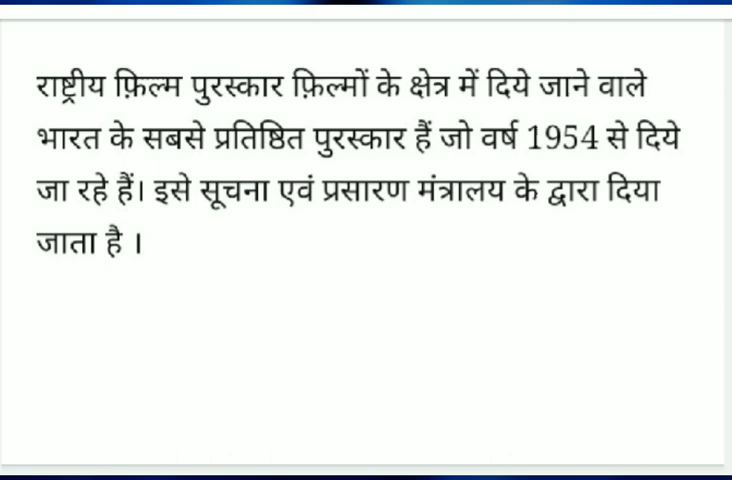 राष्ट्रीय फ़िल्म पुरस्कार फ़िल्मों के क्षेत्र में दिये जाने वाले
भारत के सबसे प्रतिष्ठित पुरस्कार हैं जो वर्ष 1954 से दिये
जा रहे हैं। इसे सूचना एवं प्रसारण मंत्रालय के द्वारा दिया
जाता है ।